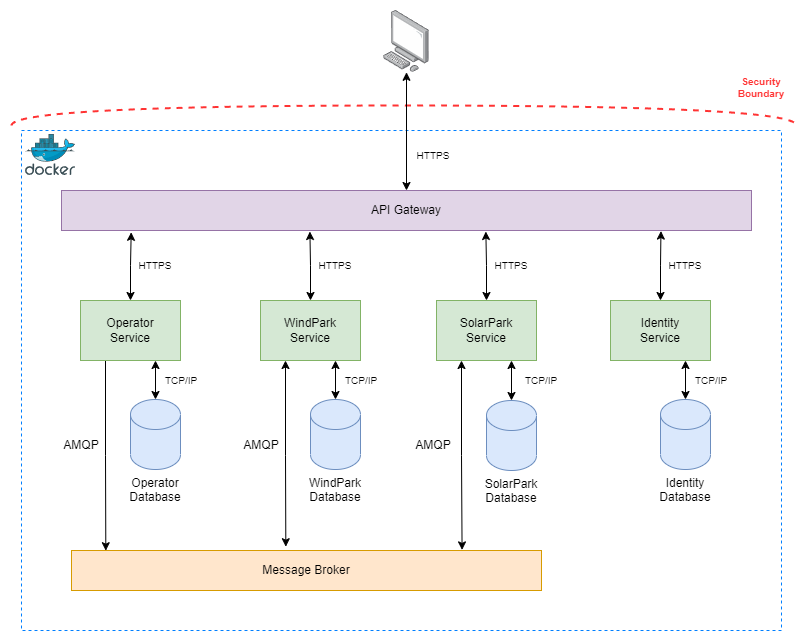 Security
Boundary
docker
HTTPS
API Gateway
HTTPS
HTTPS
HTTPS
HTTPS
Operator
Service
WindPark
Service
SolarPark
Service
Identity
Service
TCP/IP
TCP/IP
TCP/IP
TCP/IP
AMQP
AMQP
AMQP
Operator
Database
WindPark
Database
SolarPark
Database
Identity
Database
Message Broker